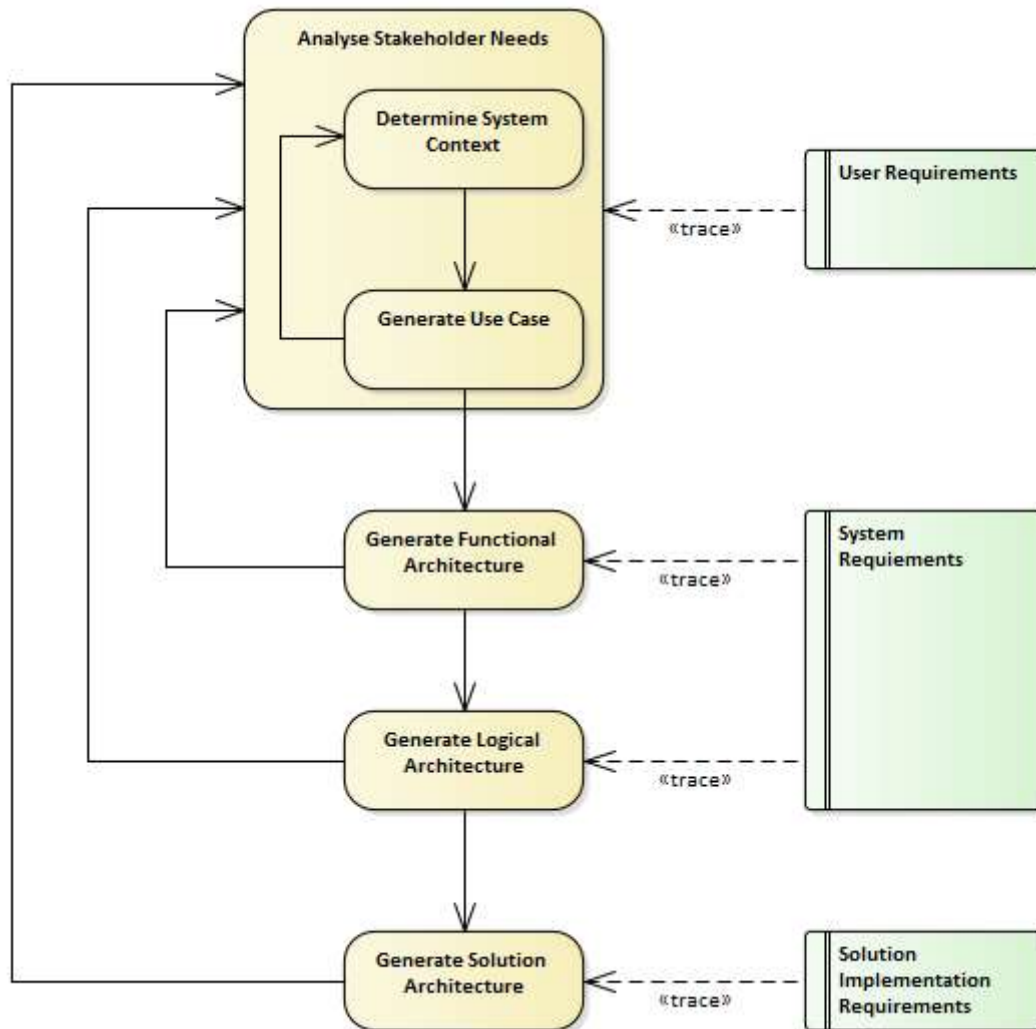 Analyse Stakeholder Needs
Determine System
Context
User Requirements
«trace»
Generate Use Case
Generate Functional
Architecture
System
Requiements
«trace»
Generate Logical
Architecture
«trace»
Generate Solution
Architecture
Solution
Implementation
Requirements
«trace»